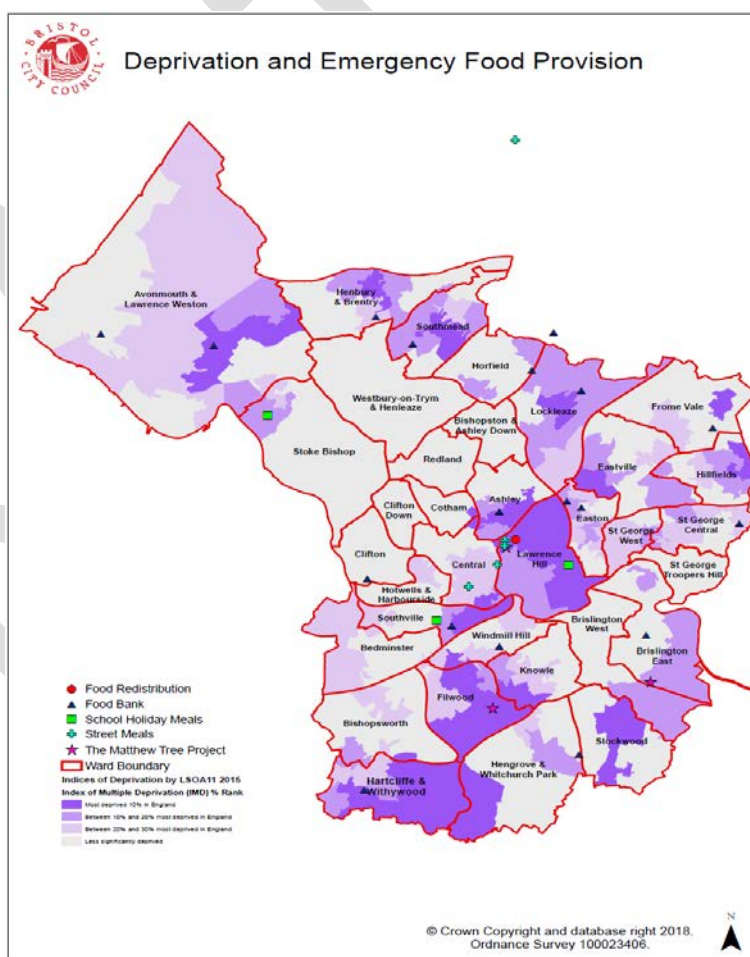 BRISTOL
CITY COUNCIL
Deprivation and Emergency Food Provision
Avonmouth &
Lawrence Weston
Henbury
& Brentry
Southmead
Horfield
Lockleaze
Westbury-on-Trym
& Henleaze
Bishopston &
Ashley Down
Frome Vale
Stoke Bishop
Redland
Eastville
Hillfields
Clifton
Down
Cotham
Ashley
Easton
St George
West
St George
Central
Clifton
Central
Lawrence
Hill
St George
Troopers Hill
Hotwells &
Harbourside
Southville
Windmill Hill
Brislington
West
Bedminster
Knowle
Brislington
East
Filwood
Bishopsworth
Stockwood
Hengrove &
Whitchurch Park
Hartcliffe &
Withywood
Food Redistribution
Food Bank
School Holiday Meals
Street Meals
The Matthew Tree Project
Ward Boundary
Indices of Deprivation by LSOA11 2015
Index of Multiple Deprivation (IMD) % Rank
Most deprived 10% in England
Between 10% and 20% most deprived in England
Between 20% and 30% most deprived in England
Less significantly deprived
© Crown Copyright and database right 2018.
Ordnance Survey 100023406.
N